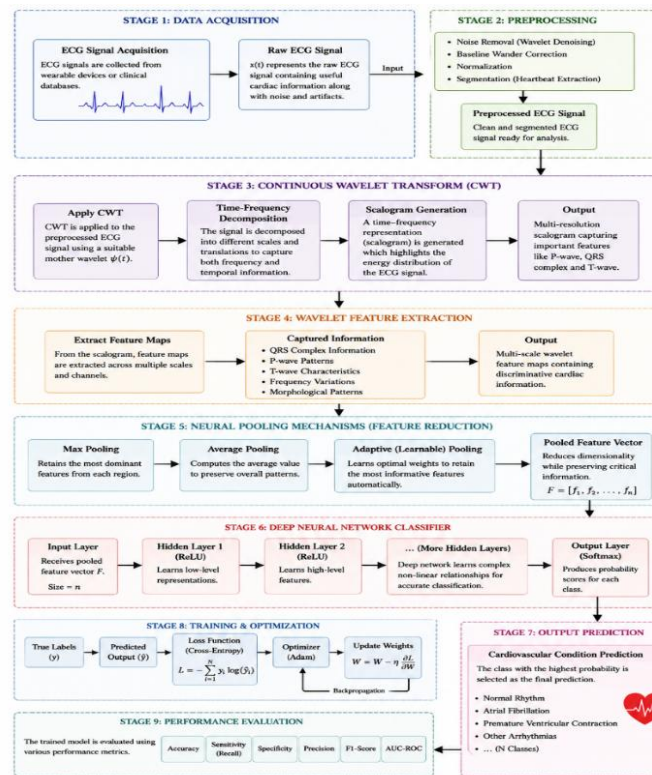 STAGE 1: DATA ACQUISITION
ECG Signal Acquisition
ECG signals are collected from
wearable devices or clinical
databases.
Raw ECG Signal
x(t) represents the raw ECG
signal containing useful
cardiac information along
with noise and artifacts.
Input
STAGE 2: PREPROCESSING
• Noise Removal (Wavelet Denoising)
• Baseline Wander Correction
• Normalization
• Segmentation (Heartbeat Extraction)
Preprocessed ECG Signal
Clean and segmented ECG
signal ready for analysis.
STAGE 3: CONTINUOUS WAVELET TRANSFORM (CWT)
Apply CWT
CWT is applied to the
preprocessed ECG
signal using a suitable
mother wavelet ψ(t).
Time-Frequency
Decomposition
The signal is decomposed
into different scales and
translations to capture
both frequency and
temporal information.
Scalogram Generation
A time-frequency
representation
(scalogram) is generated
which highlights the
energy distribution of
the ECG signal.
Output
Multi-resolution
scalogram capturing
important features
like P-wave, QRS
complex and T-wave.
STAGE 4: WAVELET FEATURE EXTRACTION
Extract Feature Maps
From the scalogram, feature maps
are extracted across multiple scales
and channels.
Captured Information
• QRS Complex Information
• P-wave Patterns
• T-wave Characteristics
• Frequency Variations
• Morphological Patterns
Output
Multi-scale wavelet
feature maps containing
discriminative cardiac
information.
STAGE 5: NEURAL POOLING MECHANISMS (FEATURE REDUCTION)
Max Pooling
Retains the most dominant
features from each region.
Average Pooling
Computes the average value
to preserve overall patterns.
Adaptive (Learnable) Pooling
Learns optimal weights to retain
the most informative features
automatically.
Pooled Feature Vector
Reduces dimensionality
while preserving critical
information.
F = [f₁, f₂, . . . , fₙ]
STAGE 6: DEEP NEURAL NETWORK CLASSIFIER
Input Layer
Receives pooled
feature vector F.
Size = n
Hidden Layer 1
(ReLU)
Learns low-level
representations.
Hidden Layer 2
(ReLU)
Learns high-level
features.
... (More Hidden Layers)
Deep network learns complex
non-linear relationships for
accurate classification.
Output Layer
(Softmax)
Produces probability
scores for each
class.
STAGE 8: TRAINING & OPTIMIZATION
True Labels
(y)
Predicted
Output (ŷ)
Loss Function
(Cross-Entropy)
L = −∑ᵢ₌₁ᴺ yᵢ log(ŷᵢ)
Optimizer
(Adam)
Update Weights
W = W − η ∂L/∂W
Backpropagation
STAGE 7: OUTPUT PREDICTION
Cardiovascular Condition Prediction
The class with the highest probability is
selected as the final prediction.
• Normal Rhythm
• Atrial Fibrillation
• Premature Ventricular Contraction
• Other Arrhythmias
• ... (N Classes)
STAGE 9: PERFORMANCE EVALUATION
The trained model is evaluated using
various performance metrics.
Accuracy
Sensitivity
(Recall)
Specificity
Precision
F1-Score
AUC-ROC